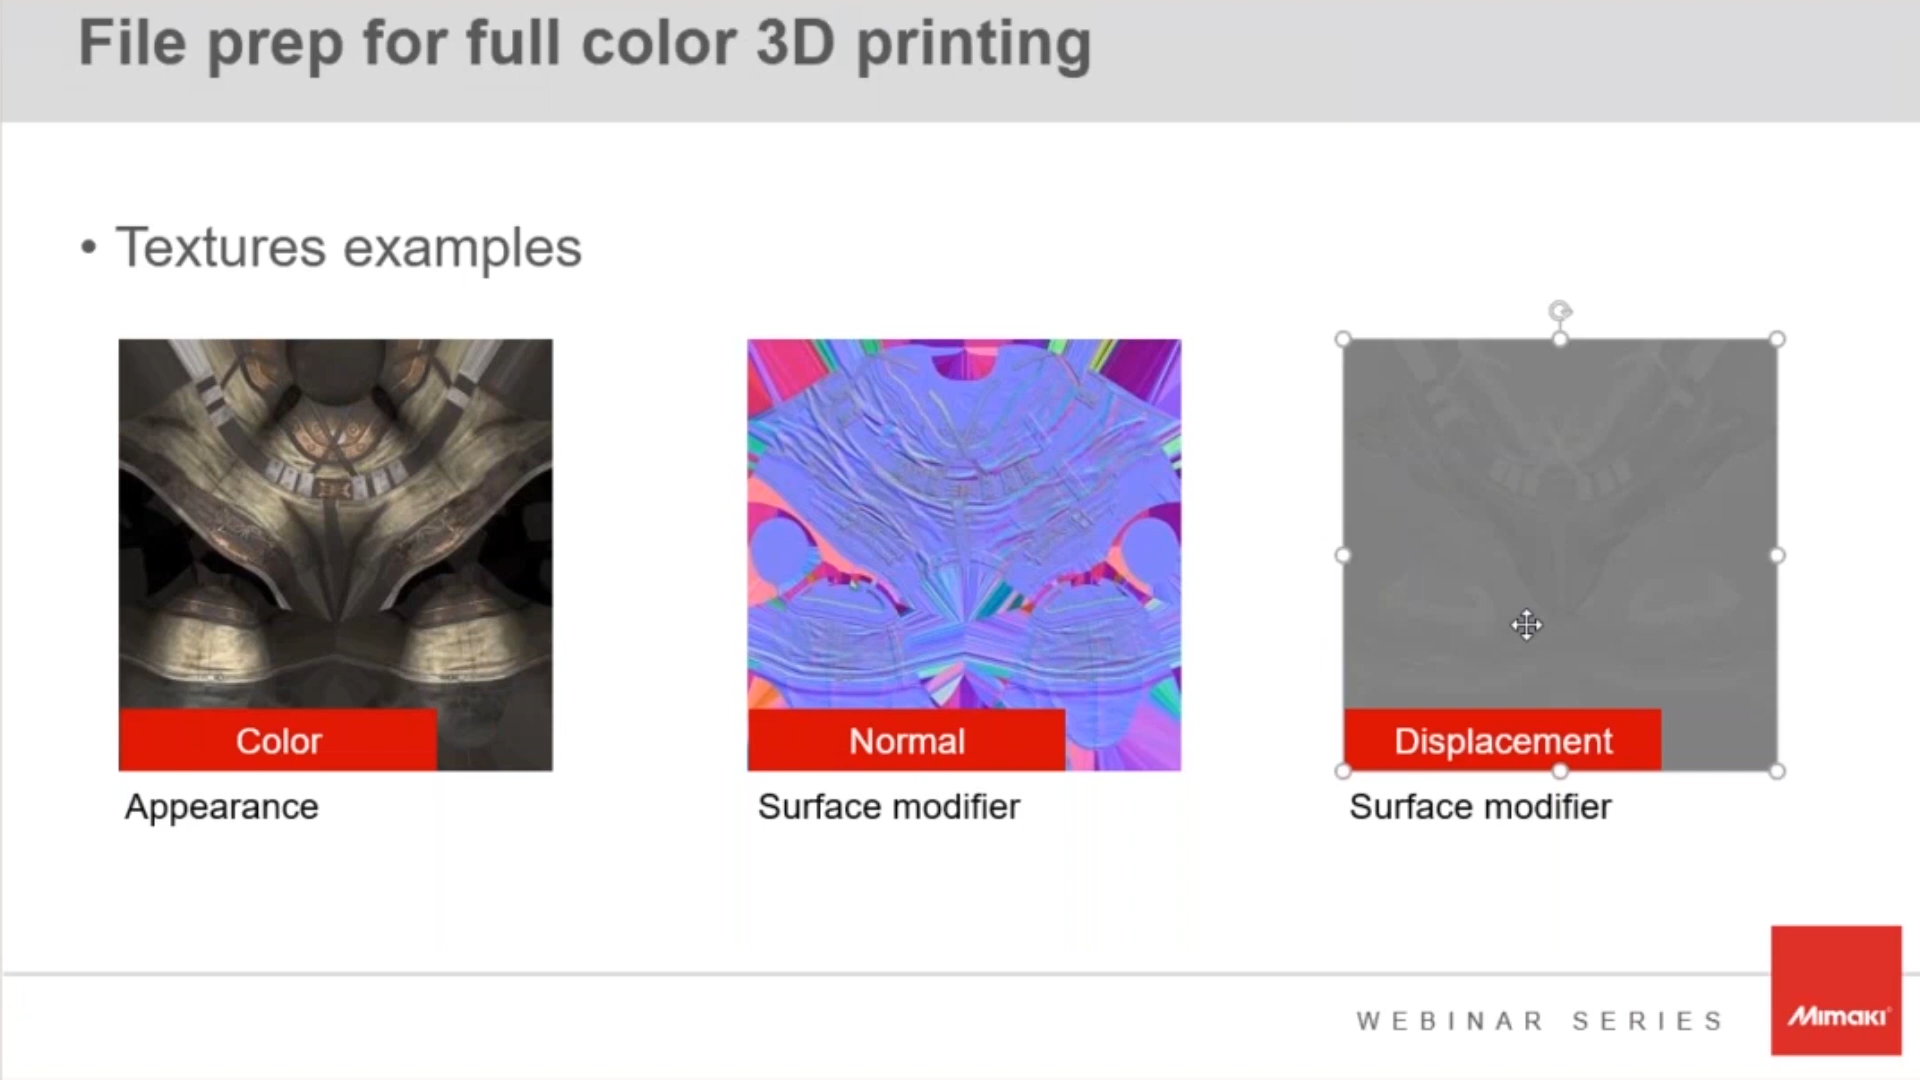 File prep for full color 3D printing
• Textures examples
Color
Normal
Displacement
Appearance
Surface modifier
Surface modifier
WEBINAR SERIES
Mimaki